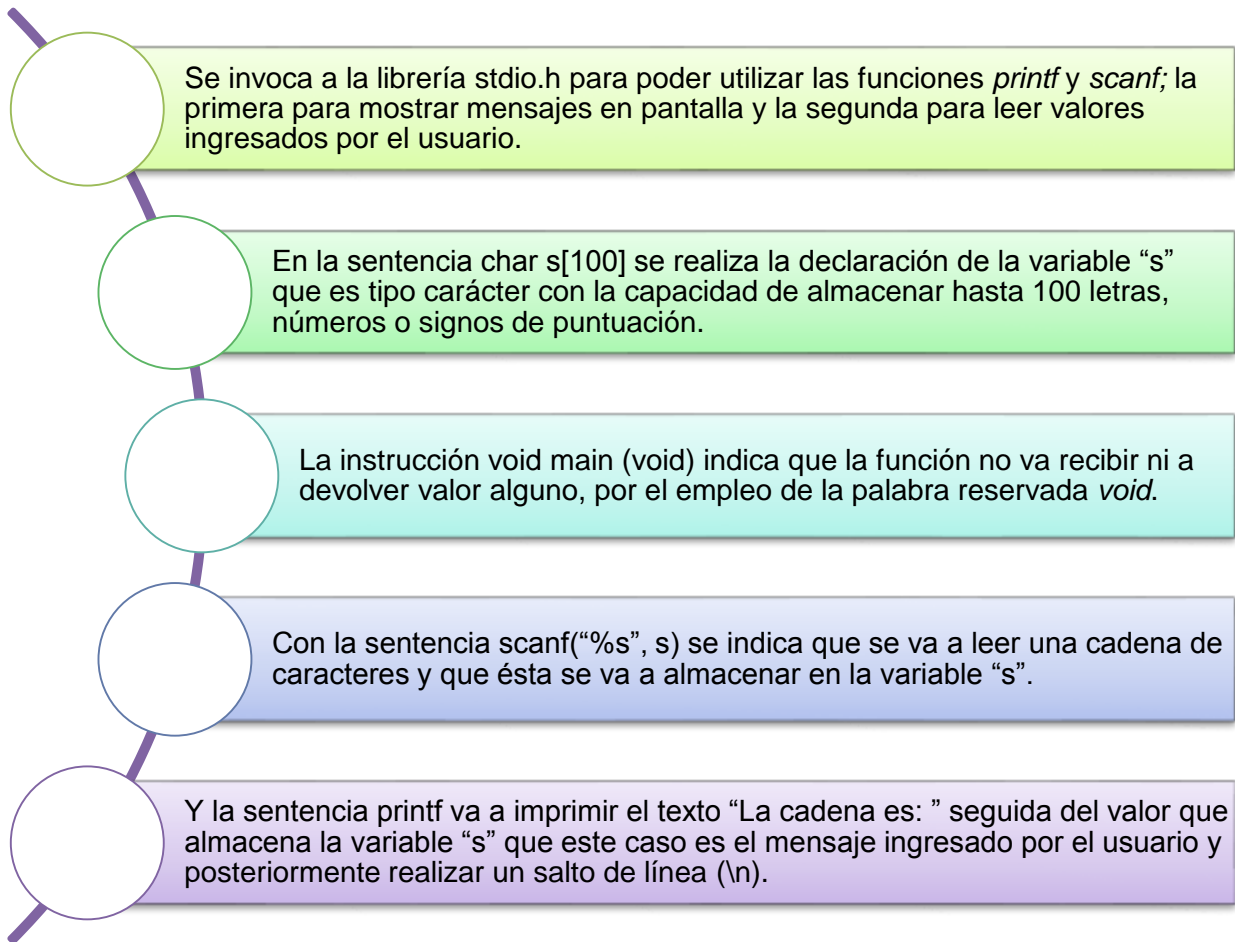 Se invoca a la librería stdio.h para poder utilizar las funciones printf y scanf; la
primera para mostrar mensajes en pantalla y la segunda para leer valores
ingresados por el usuario.
En la sentencia char s[100] se realiza la declaración de la variable “s”
que es tipo carácter con la capacidad de almacenar hasta 100 letras,
números o signos de puntuación.
La instrucción void main (void) indica que la función no va recibir ni a
devolver valor alguno, por el empleo de la palabra reservada void.
Con la sentencia scanf(“%s”, s) se indica que se va a leer una cadena de
caracteres y que ésta se va a almacenar en la variable “s”.
Y la sentencia printf va a imprimir el texto “La cadena es: ” seguida del valor que
almacena la variable “s” que este caso es el mensaje ingresado por el usuario y
posteriormente realizar un salto de línea (\n).